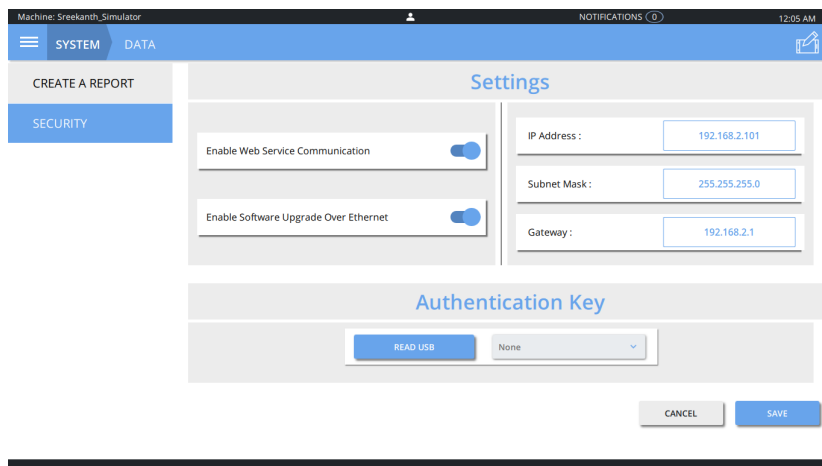 Machine: Sreekanth_Simulator
NOTIFICATIONS 0
12:05 AM
SYSTEM
DATA
CREATE A REPORT
SECURITY
Settings
Enable Web Service Communication
Enable Software Upgrade Over Ethernet
IP Address :
192.168.2.101
Subnet Mask :
255.255.255.0
Gateway :
192.168.2.1
Authentication Key
READ USB
None
CANCEL
SAVE